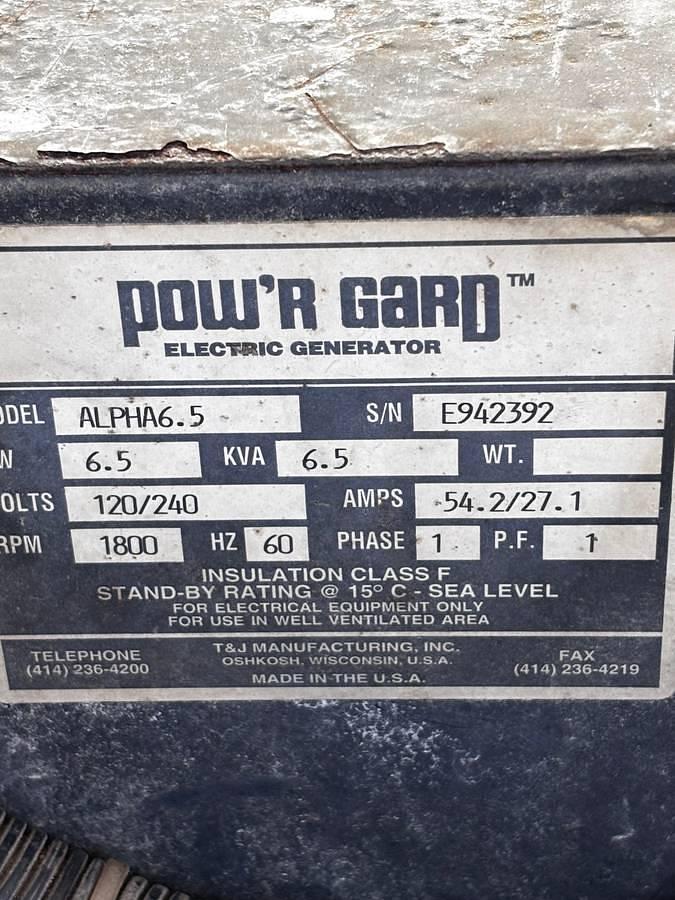 POW'R GARD™
ELECTRIC GENERATOR
ODEL ALPHA6.5 S/N E942392
W 6.5 KVA 6.5 WT.
OLTS 120/240 AMPS 54.2/27.1
RPM 1800 HZ 60 PHASE 1 P.F. 1
INSULATION CLASS F
STAND-BY RATING @ 15° C - SEA LEVEL
FOR ELECTRICAL EQUIPMENT ONLY
FOR USE IN WELL VENTILATED AREA
TELEPHONE
(414) 236-4200
T&J MANUFACTURING, INC.
OSHKOSH, WISCONSIN, U.S.A.
MADE IN THE U.S.A.
FAX
(414) 236-4219